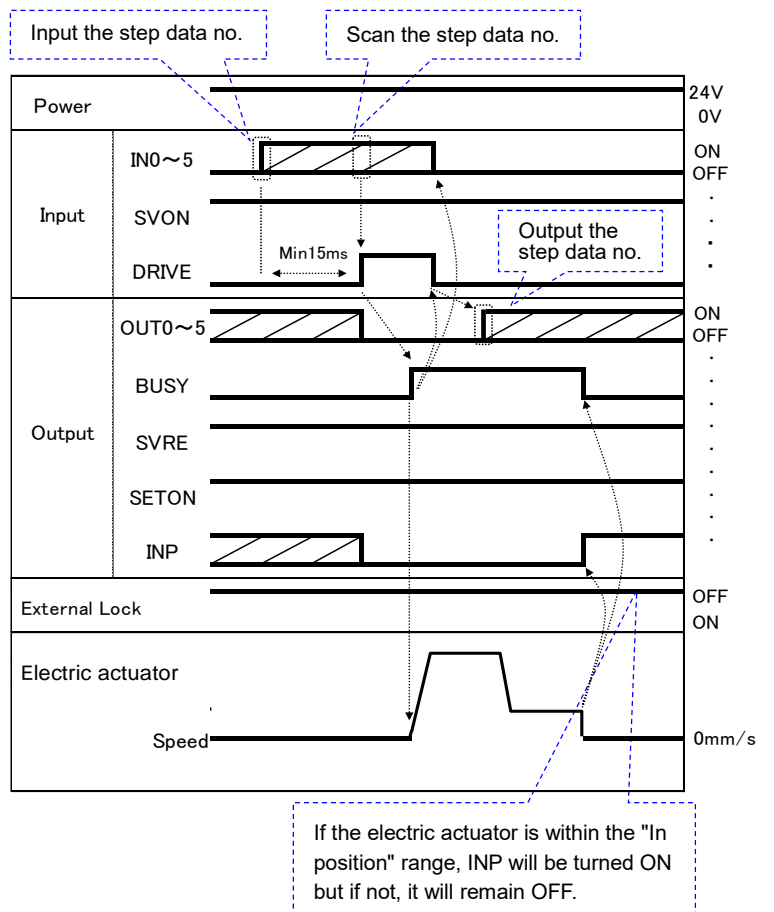 Input the step data no.
Scan the step data no.
Power
24V
0V
Input
IN0～5
ON
OFF
SVON
Output the
step data no.
Min15ms
DRIVE
OUT0～5
ON
OFF
BUSY
Output
SVRE
SETON
INP
External Lock
OFF
ON
Electric actuator
Speed
0mm/s
If the electric actuator is within the "In
position" range, INP will be turned ON
but if not, it will remain OFF.